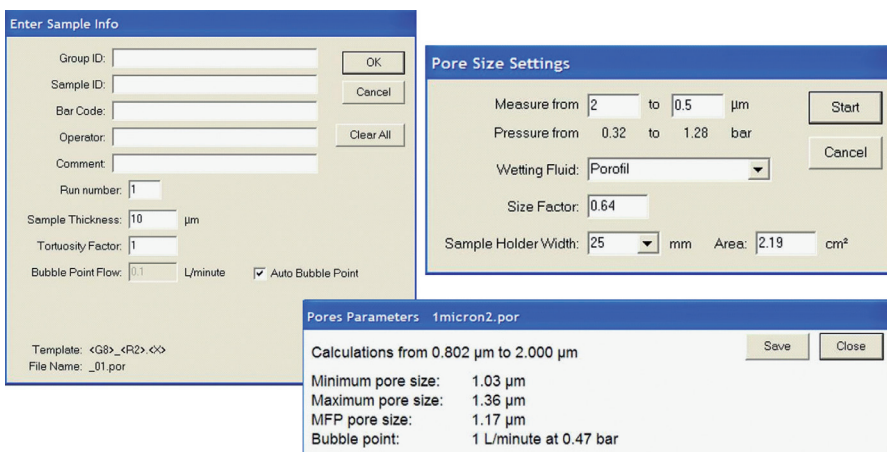 Enter Sample Info
Group ID:
OK
Sample ID:
Cancel
Bar Code:
Operator:
Clear All
Comment:
Run number: 1
Sample Thickness: 10 µm
Tortuosity Factor: 1
Bubble Point Flow: 0.1 L/minute Auto Bubble Point
Template: <G8>_<R2>.<X>
File Name: _01.por
Pore Size Settings
Measure from 2 to 0.5 µm
Start
Pressure from 0.32 to 1.28 bar
Cancel
Wetting Fluid: Porofil
Size Factor: 0.64
Sample Holder Width: 25 mm Area: 2.19 cm²
Pores Parameters 1micron2.por
Calculations from 0.802 µm to 2.000 µm
Save Close
Minimum pore size: 1.03 µm
Maximum pore size: 1.36 µm
MFP pore size: 1.17 µm
Bubble point: 1 L/minute at 0.47 bar